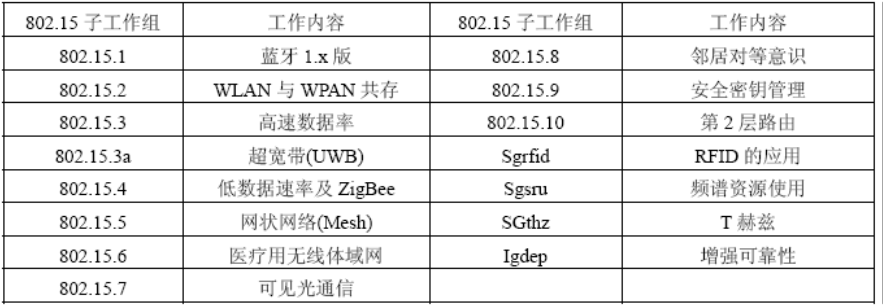 802.15 子工作组 工作内容 802.15 子工作组 工作内容
802.15.1 蓝牙 1.x 版 802.15.8 邻居对等意识
802.15.2 WLAN 与 WPAN 共存 802.15.9 安全密钥管理
802.15.3 高速数据率 802.15.10 第 2 层路由
802.15.3a 超宽带(UWB) Sgrfid RFID 的应用
802.15.4 低数据速率及 ZigBee Sgsru 频谱资源使用
802.15.5 网状网络(Mesh) SGthz T 赫兹
802.15.6 医疗用无线体域网 Igdep 增强可靠性
802.15.7 可见光通信